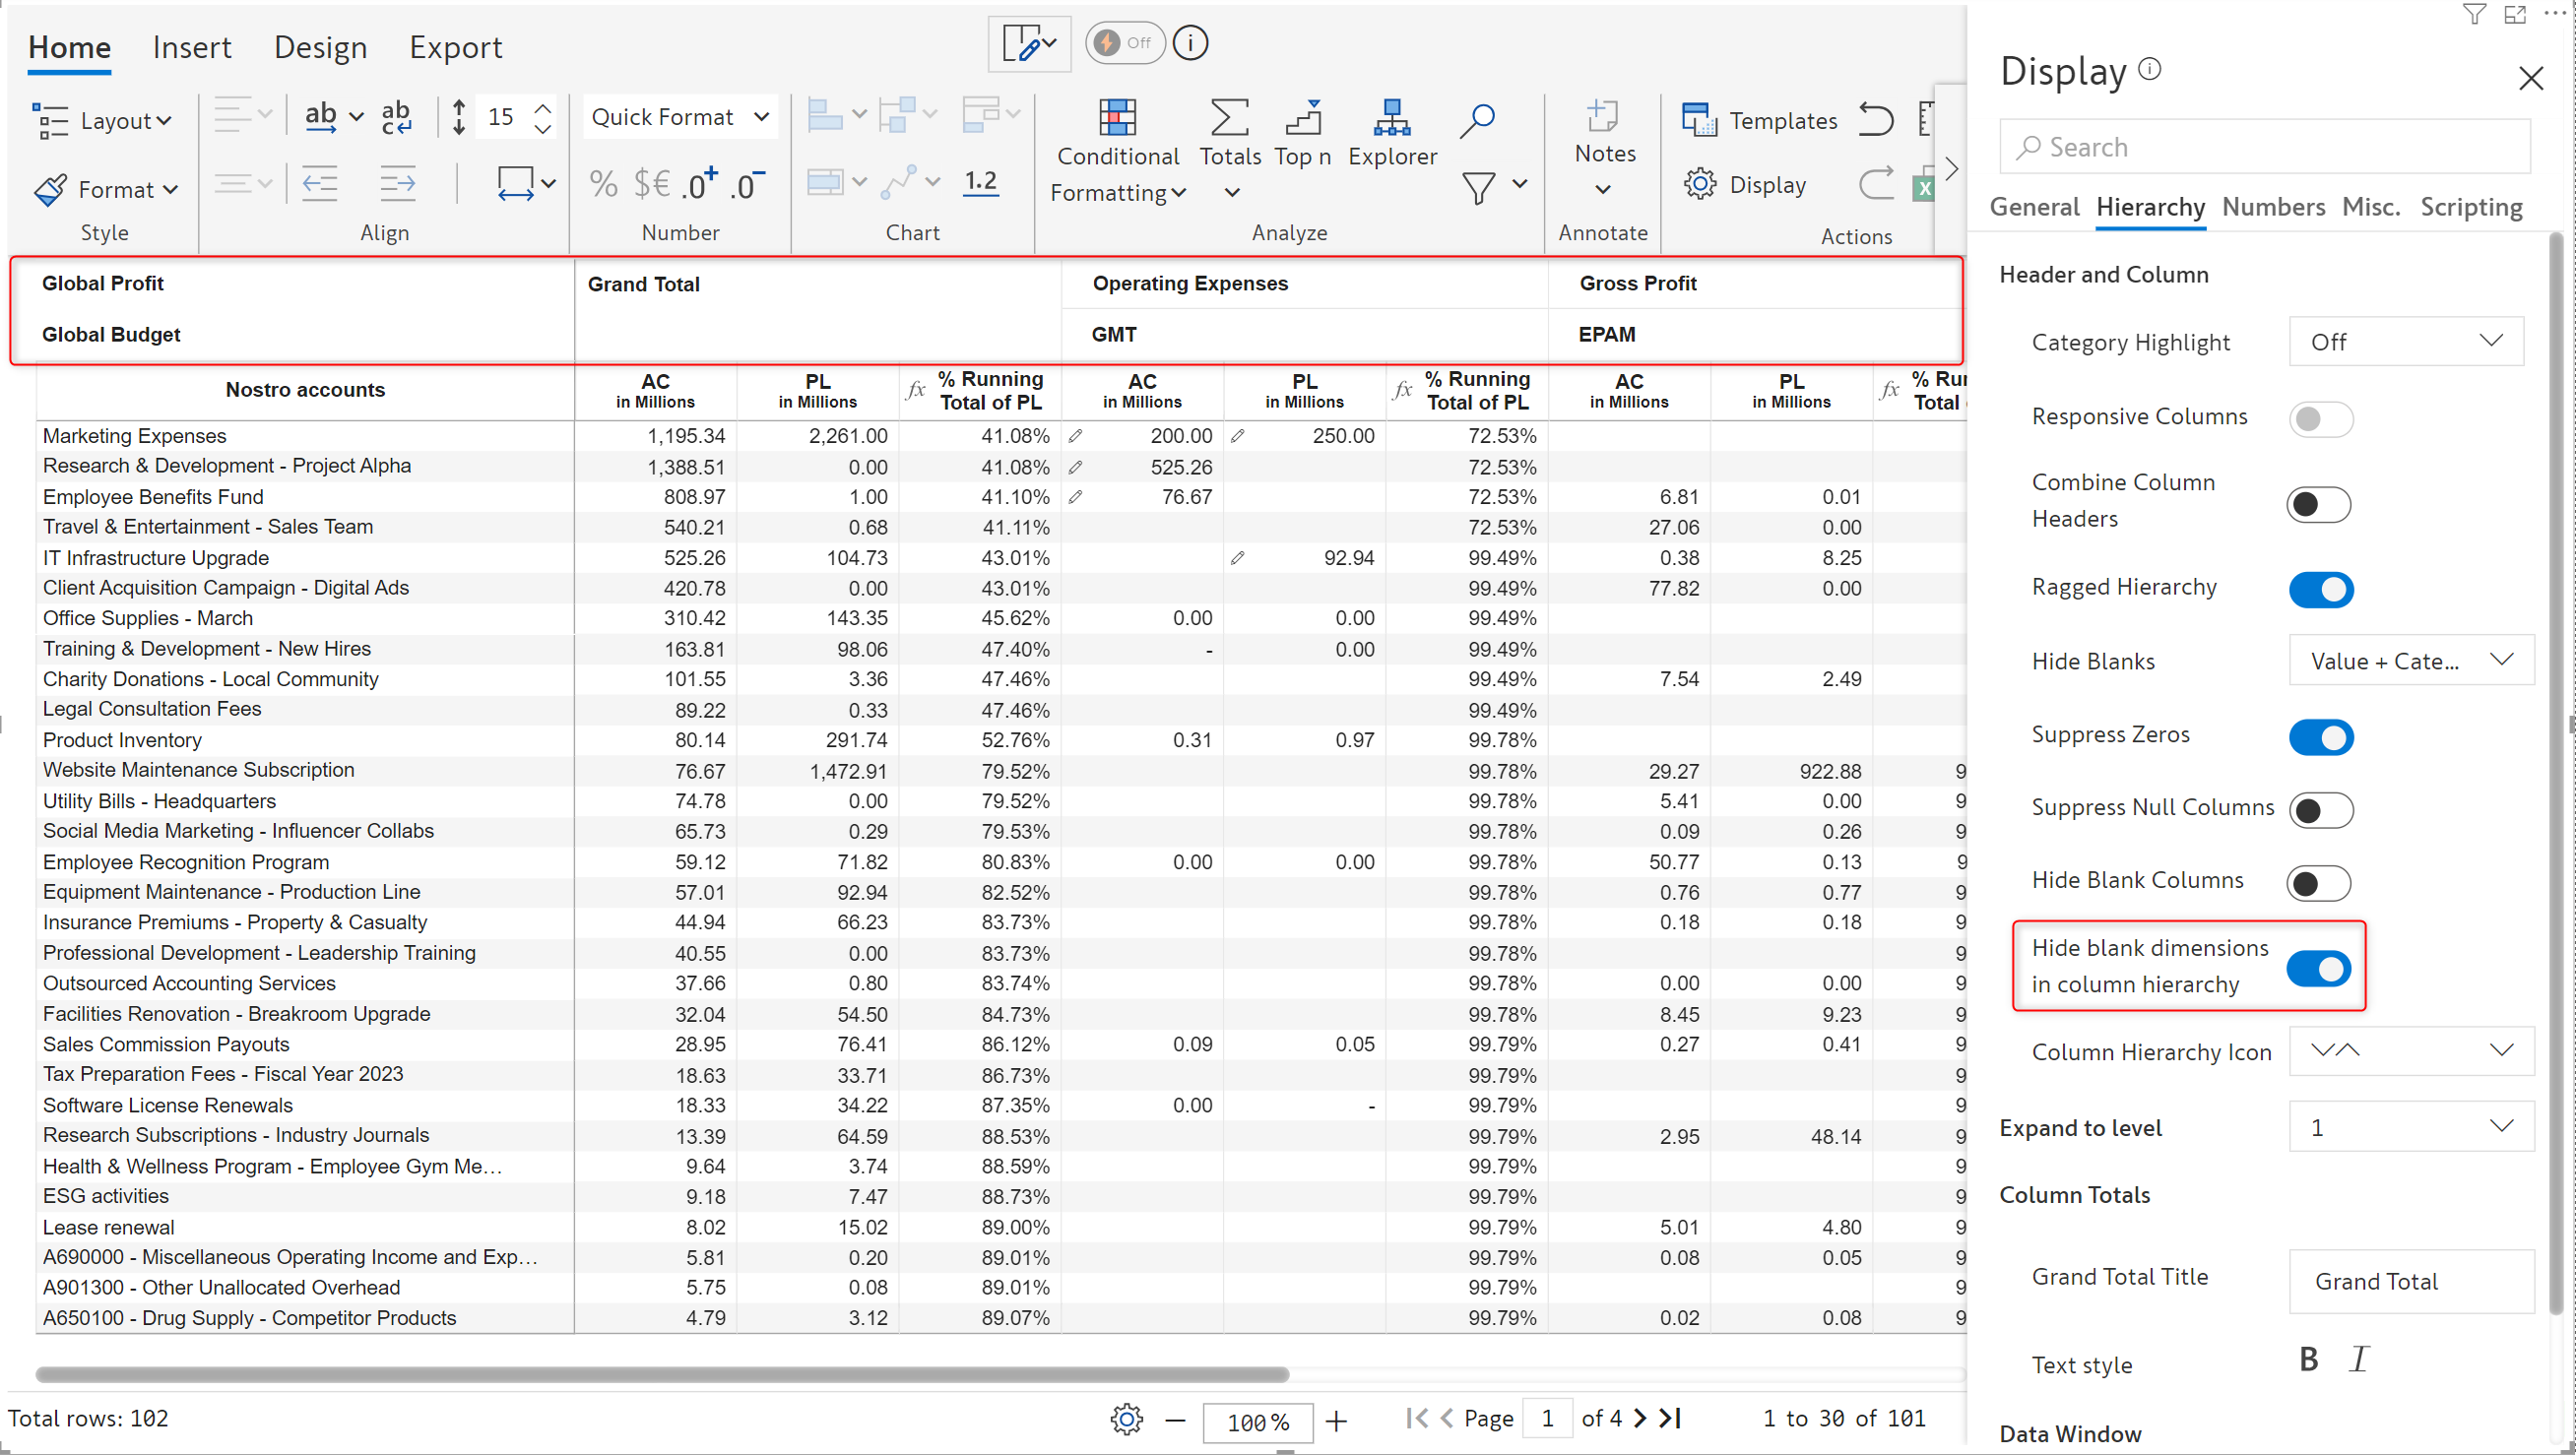 Home Insert Design Export
Off i
Layout
ab
ab
c
15
Quick Format
Conditional
Formatting
Totals
Top n
Explorer
Notes
Templates
Format
% $€ .0+ .0-
1.2
Display
X
Style Align Number Chart Analyze Annotate Actions
Global Profit Grand Total Operating Expenses Gross Profit
Global Budget GMT EPAM
Nostro accounts AC PL fx % Running AC PL fx % Running AC PL fx % Ru
in Millions in Millions Total of PL in Millions in Millions Total of PL in Millions in Millions Total
Marketing Expenses 1,195.34 2,261.00 41.08% 200.00 250.00 72.53%
Research & Development - Project Alpha 1,388.51 0.00 41.08% 525.26 72.53%
Employee Benefits Fund 808.97 1.00 41.10% 76.67 72.53% 6.81 0.01
Travel & Entertainment - Sales Team 540.21 0.68 41.11% 72.53% 27.06 0.00
IT Infrastructure Upgrade 525.26 104.73 43.01% 92.94 99.49% 0.38 8.25
Client Acquisition Campaign - Digital Ads 420.78 0.00 43.01% 99.49% 77.82 0.00
Office Supplies - March 310.42 143.35 45.62% 0.00 0.00 99.49%
Training & Development - New Hires 163.81 98.06 47.40% - 0.00 99.49%
Charity Donations - Local Community 101.55 3.36 47.46% 99.49% 7.54 2.49
Legal Consultation Fees 89.22 0.33 47.46% 99.49%
Product Inventory 80.14 291.74 52.76% 0.31 0.97 99.78%
Website Maintenance Subscription 76.67 1,472.91 79.52% 99.78% 29.27 922.88 9
Utility Bills - Headquarters 74.78 0.00 79.52% 99.78% 5.41 0.00 9
Social Media Marketing - Influencer Collabs 65.73 0.29 79.53% 99.78% 0.09 0.26 9
Employee Recognition Program 59.12 71.82 80.83% 0.00 0.00 99.78% 50.77 0.13 9
Equipment Maintenance - Production Line 57.01 92.94 82.52% 99.78% 0.76 0.77 9
Insurance Premiums - Property & Casualty 44.94 66.23 83.73% 99.78% 0.18 0.18 9
Professional Development - Leadership Training 40.55 0.00 83.73% 99.78% 9
Outsourced Accounting Services 37.66 0.80 83.74% 99.78% 0.00 0.00 9
Facilities Renovation - Breakroom Upgrade 32.04 54.50 84.73% 99.78% 8.45 9.23 9
Sales Commission Payouts 28.95 76.41 86.12% 0.09 0.05 99.79% 0.27 0.41 9
Tax Preparation Fees - Fiscal Year 2023 18.63 33.71 86.73% 99.79% 9
Software License Renewals 18.33 34.22 87.35% 0.00 - 99.79% 9
Research Subscriptions - Industry Journals 13.39 64.59 88.53% 99.79% 2.95 48.14 9
Health & Wellness Program - Employee Gym Me... 9.64 3.74 88.59% 99.79% 9
ESG activities 9.18 7.47 88.73% 99.79% 9
Lease renewal 8.02 15.02 89.00% 99.79% 5.01 4.80 9
A690000 - Miscellaneous Operating Income and Exp... 5.81 0.20 89.01% 99.79% 0.08 0.05 9
A901300 - Other Unallocated Overhead 5.75 0.08 89.01% 99.79% 9
A650100 - Drug Supply - Competitor Products 4.79 3.12 89.07% 99.79% 0.02 0.08 9
Total rows: 102 100 % Page 1 of 4 1 to 30 of 101
Display i
Search
General Hierarchy Numbers Misc. Scripting
Header and Column
Category Highlight Off
Responsive Columns
Combine Column
Headers
Ragged Hierarchy
Hide Blanks Value + Cate...
Suppress Zeros
Suppress Null Columns
Hide Blank Columns
Hide blank dimensions
in column hierarchy
Column Hierarchy Icon
Expand to level 1
Column Totals
Grand Total Title Grand Total
Text style B I
Data Window